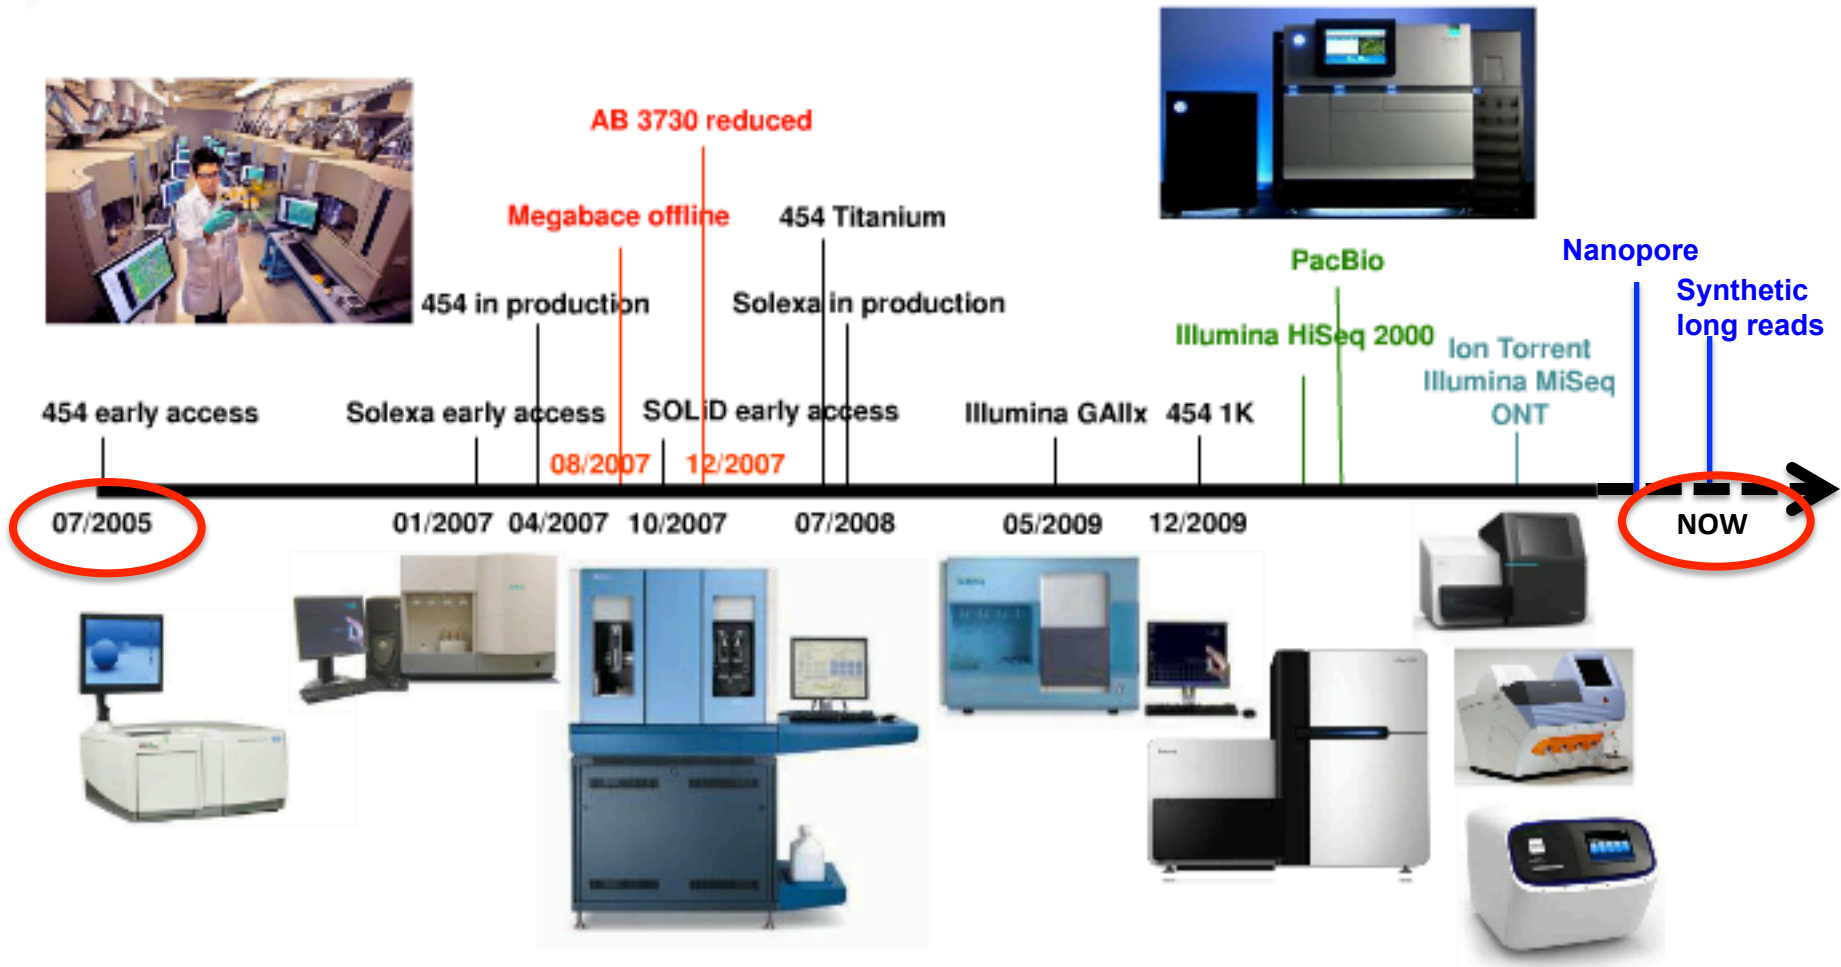 AB 3730 reduced
Megabace offline
454 Titanium
Nanopore
PacBio
Synthetic
long reads
454 in production
Solexa in production
Illumina HiSeq 2000
Ion Torrent
Illumina MiSeq
ONT
454 early access
Solexa early access
SOLiD early access
Illumina GAIIx
454 1K
08/2007
12/2007
07/2005
01/2007
04/2007
10/2007
07/2008
05/2009
12/2009
NOW